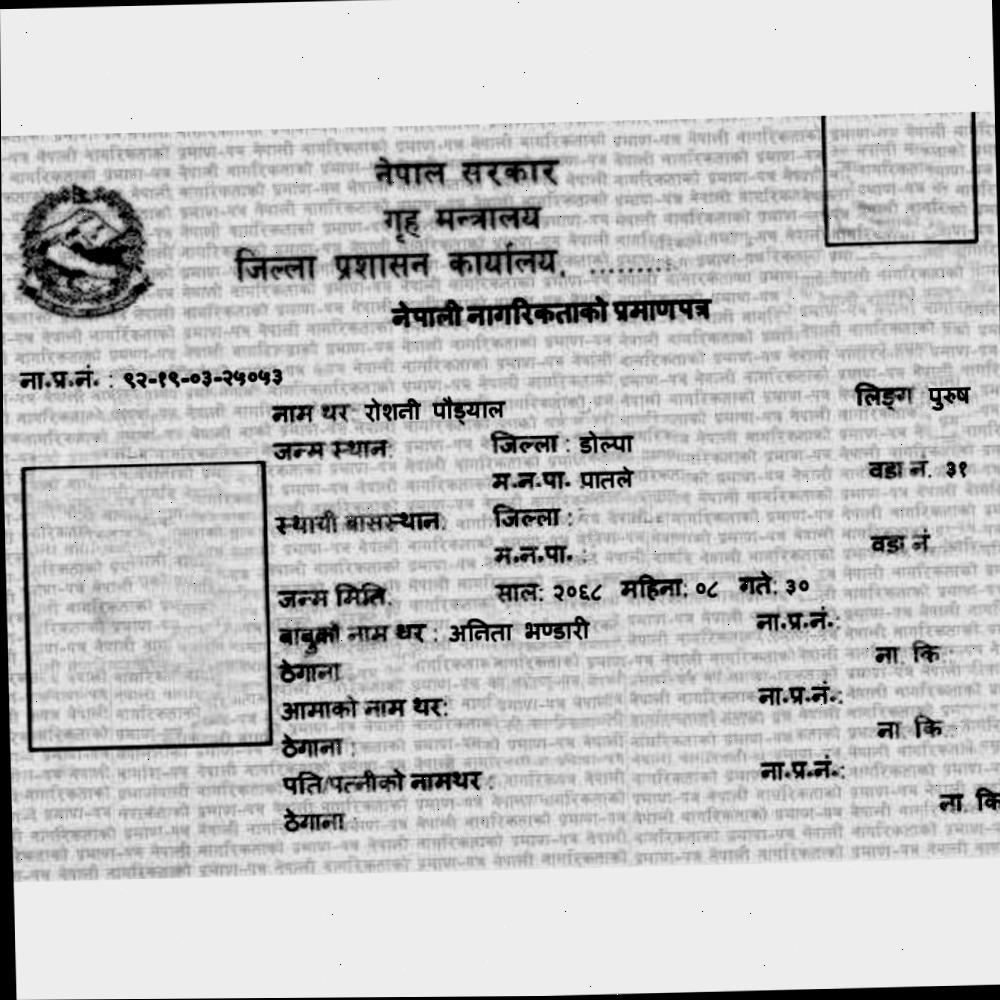 नेपाल सरकार
गृह मन्त्रालय
जिल्ला प्रशासन कार्यालय, .........
नेपाली नागरिकताको प्रमाणपत्र
ना.प्र.नं. : ९२-१९-०३-२५०५३
नाम थर: रोशनी पौड्याल लिङ्ग पुरुष
जन्म स्थान: जिल्ला : डोल्पा
म.न.पा. पातले वडा नं. ३१
स्थायी बासस्थान: जिल्ला :
म.न.पा. : वडा नं
जन्म मिति: साल: २०६८ महिना: ०८ गते: ३०
बाबुको नाम थर : अनिता भण्डारी ना.प्र.नं.:
ठेगाना ना. कि.
आमाको नाम थर: ना.प्र.नं.:
ठेगाना : ना. कि.
पति/पत्नीको नामथर : ना.प्र.नं.:
ठेगाना : ना. कि